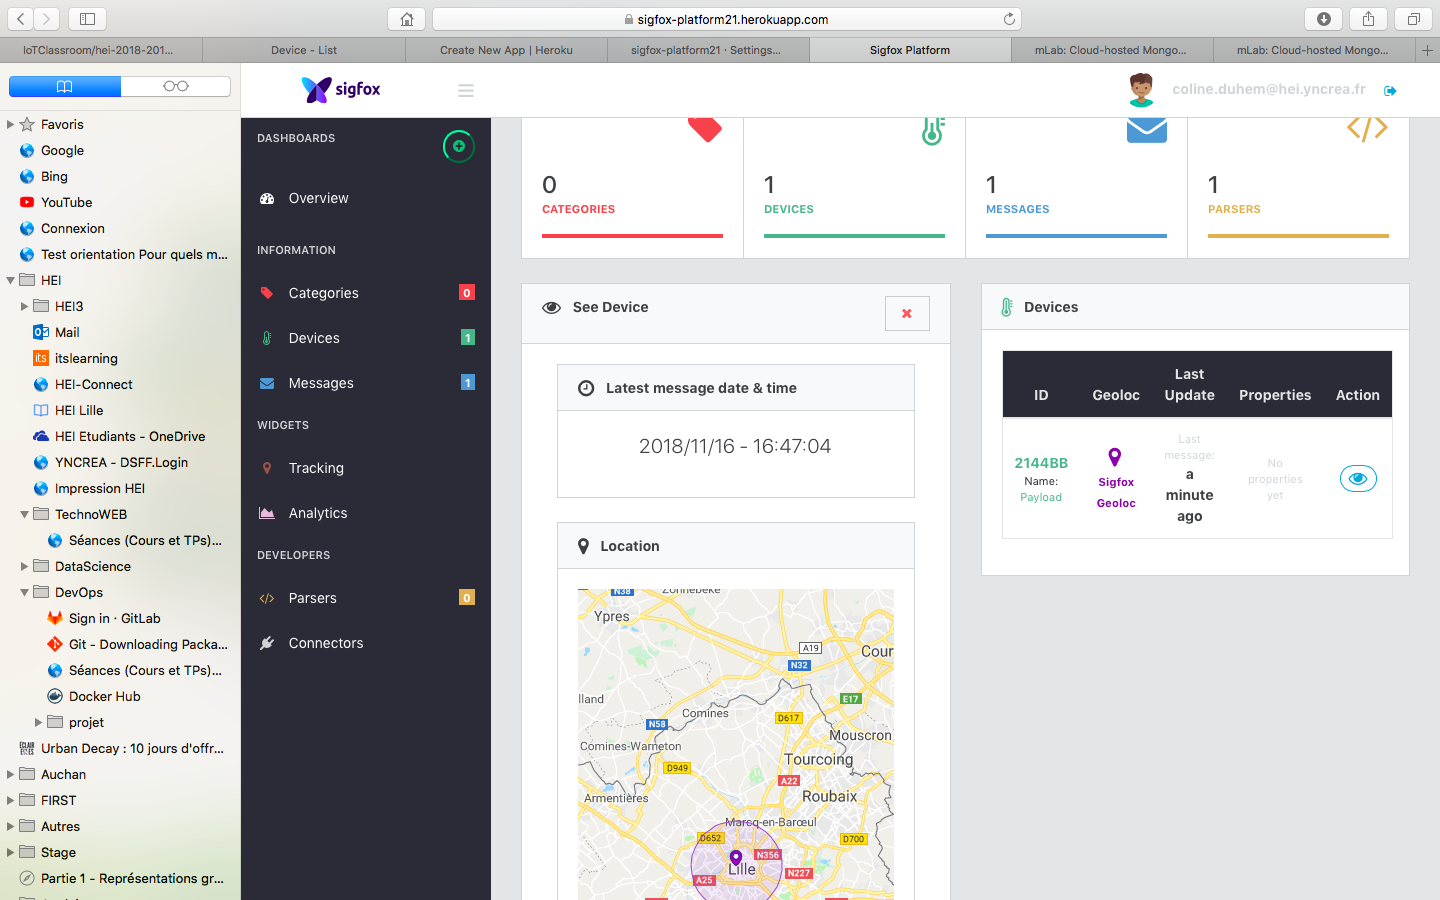 sigfox-platform21.herokuapp.com
IoTClassroom/hei-2018-201...
Device - List
Create New App | Heroku
sigfox-platform21 · Settings...
Sigfox Platform
mLab: Cloud-hosted Mongo...
mLab: Cloud-hosted Mongo...
Favoris
Google
Bing
YouTube
Connexion
Test orientation Pour quels m...
HEI
HEI3
Mail
its
itslearning
HEI-Connect
HEI Lille
HEI Etudiants - OneDrive
YNCREA - DSFF.Login
Impression HEI
TechnoWEB
Séances (Cours et TPs)...
DataScience
DevOps
Sign in · GitLab
Git - Downloading Packa...
Séances (Cours et TPs)...
Docker Hub
projet
Urban Decay : 10 jours d'offr...
Auchan
FIRST
Autres
Stage
Partie 1 - Représentations gr...
sigfox
coline.duhem@hei.yncrea.fr
DASHBOARDS
Overview
INFORMATION
Categories 0
Devices 1
Messages 1
WIDGETS
Tracking
Analytics
DEVELOPERS
Parsers 0
Connectors
0
CATEGORIES
1
DEVICES
1
MESSAGES
1
PARSERS
See Device
Latest message date & time
2018/11/16 - 16:47:04
Location
N38
Zonnebeke
Ypres
A19
Cour
N32
lland
E17
Comines
D617
N58
Mouscron
Comines-Warneton
Tourcoing
D949
A22
Roubaix
Armentières
Marcq-en-Barœul
D652
D700
N356
Lille
N227
A25
Devices
ID
Geoloc
Last
Update
Properties
Action
2144BB
Name:
Payload
Sigfox
Geoloc
Last
message:
a
minute
ago
No
properties
yet